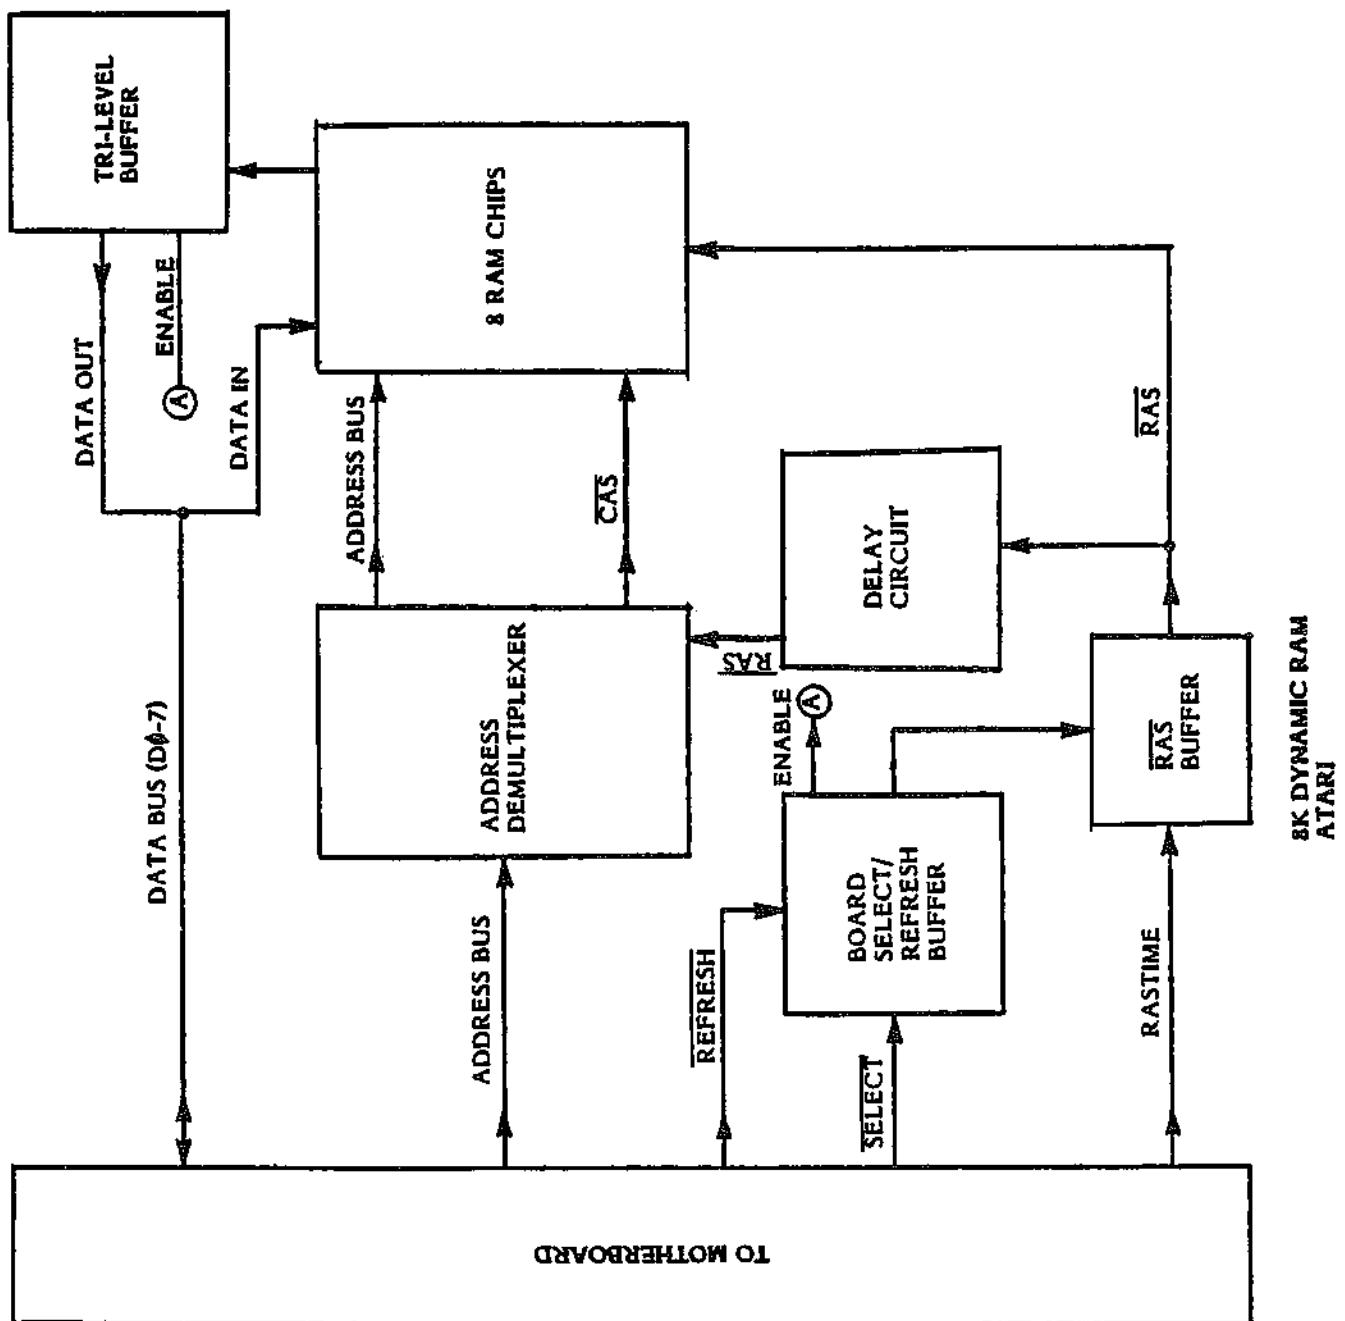 TRI-LEVEL
BUFFER
DATA OUT
ENABLE
A
DATA IN
8 RAM CHIPS
ADDRESS BUS
CAS
RAS
DATA BUS (DØ-7)
ADDRESS
DEMULTIPLEXER
RAS
DELAY
CIRCUIT
ENABLE
A
ADDRESS BUS
REFRESH
SELECT
BOARD
SELECT/
REFRESH
BUFFER
RAS
BUFFER
RASTIME
TO MOTHERBOARD
8K DYNAMIC RAM
ATARI